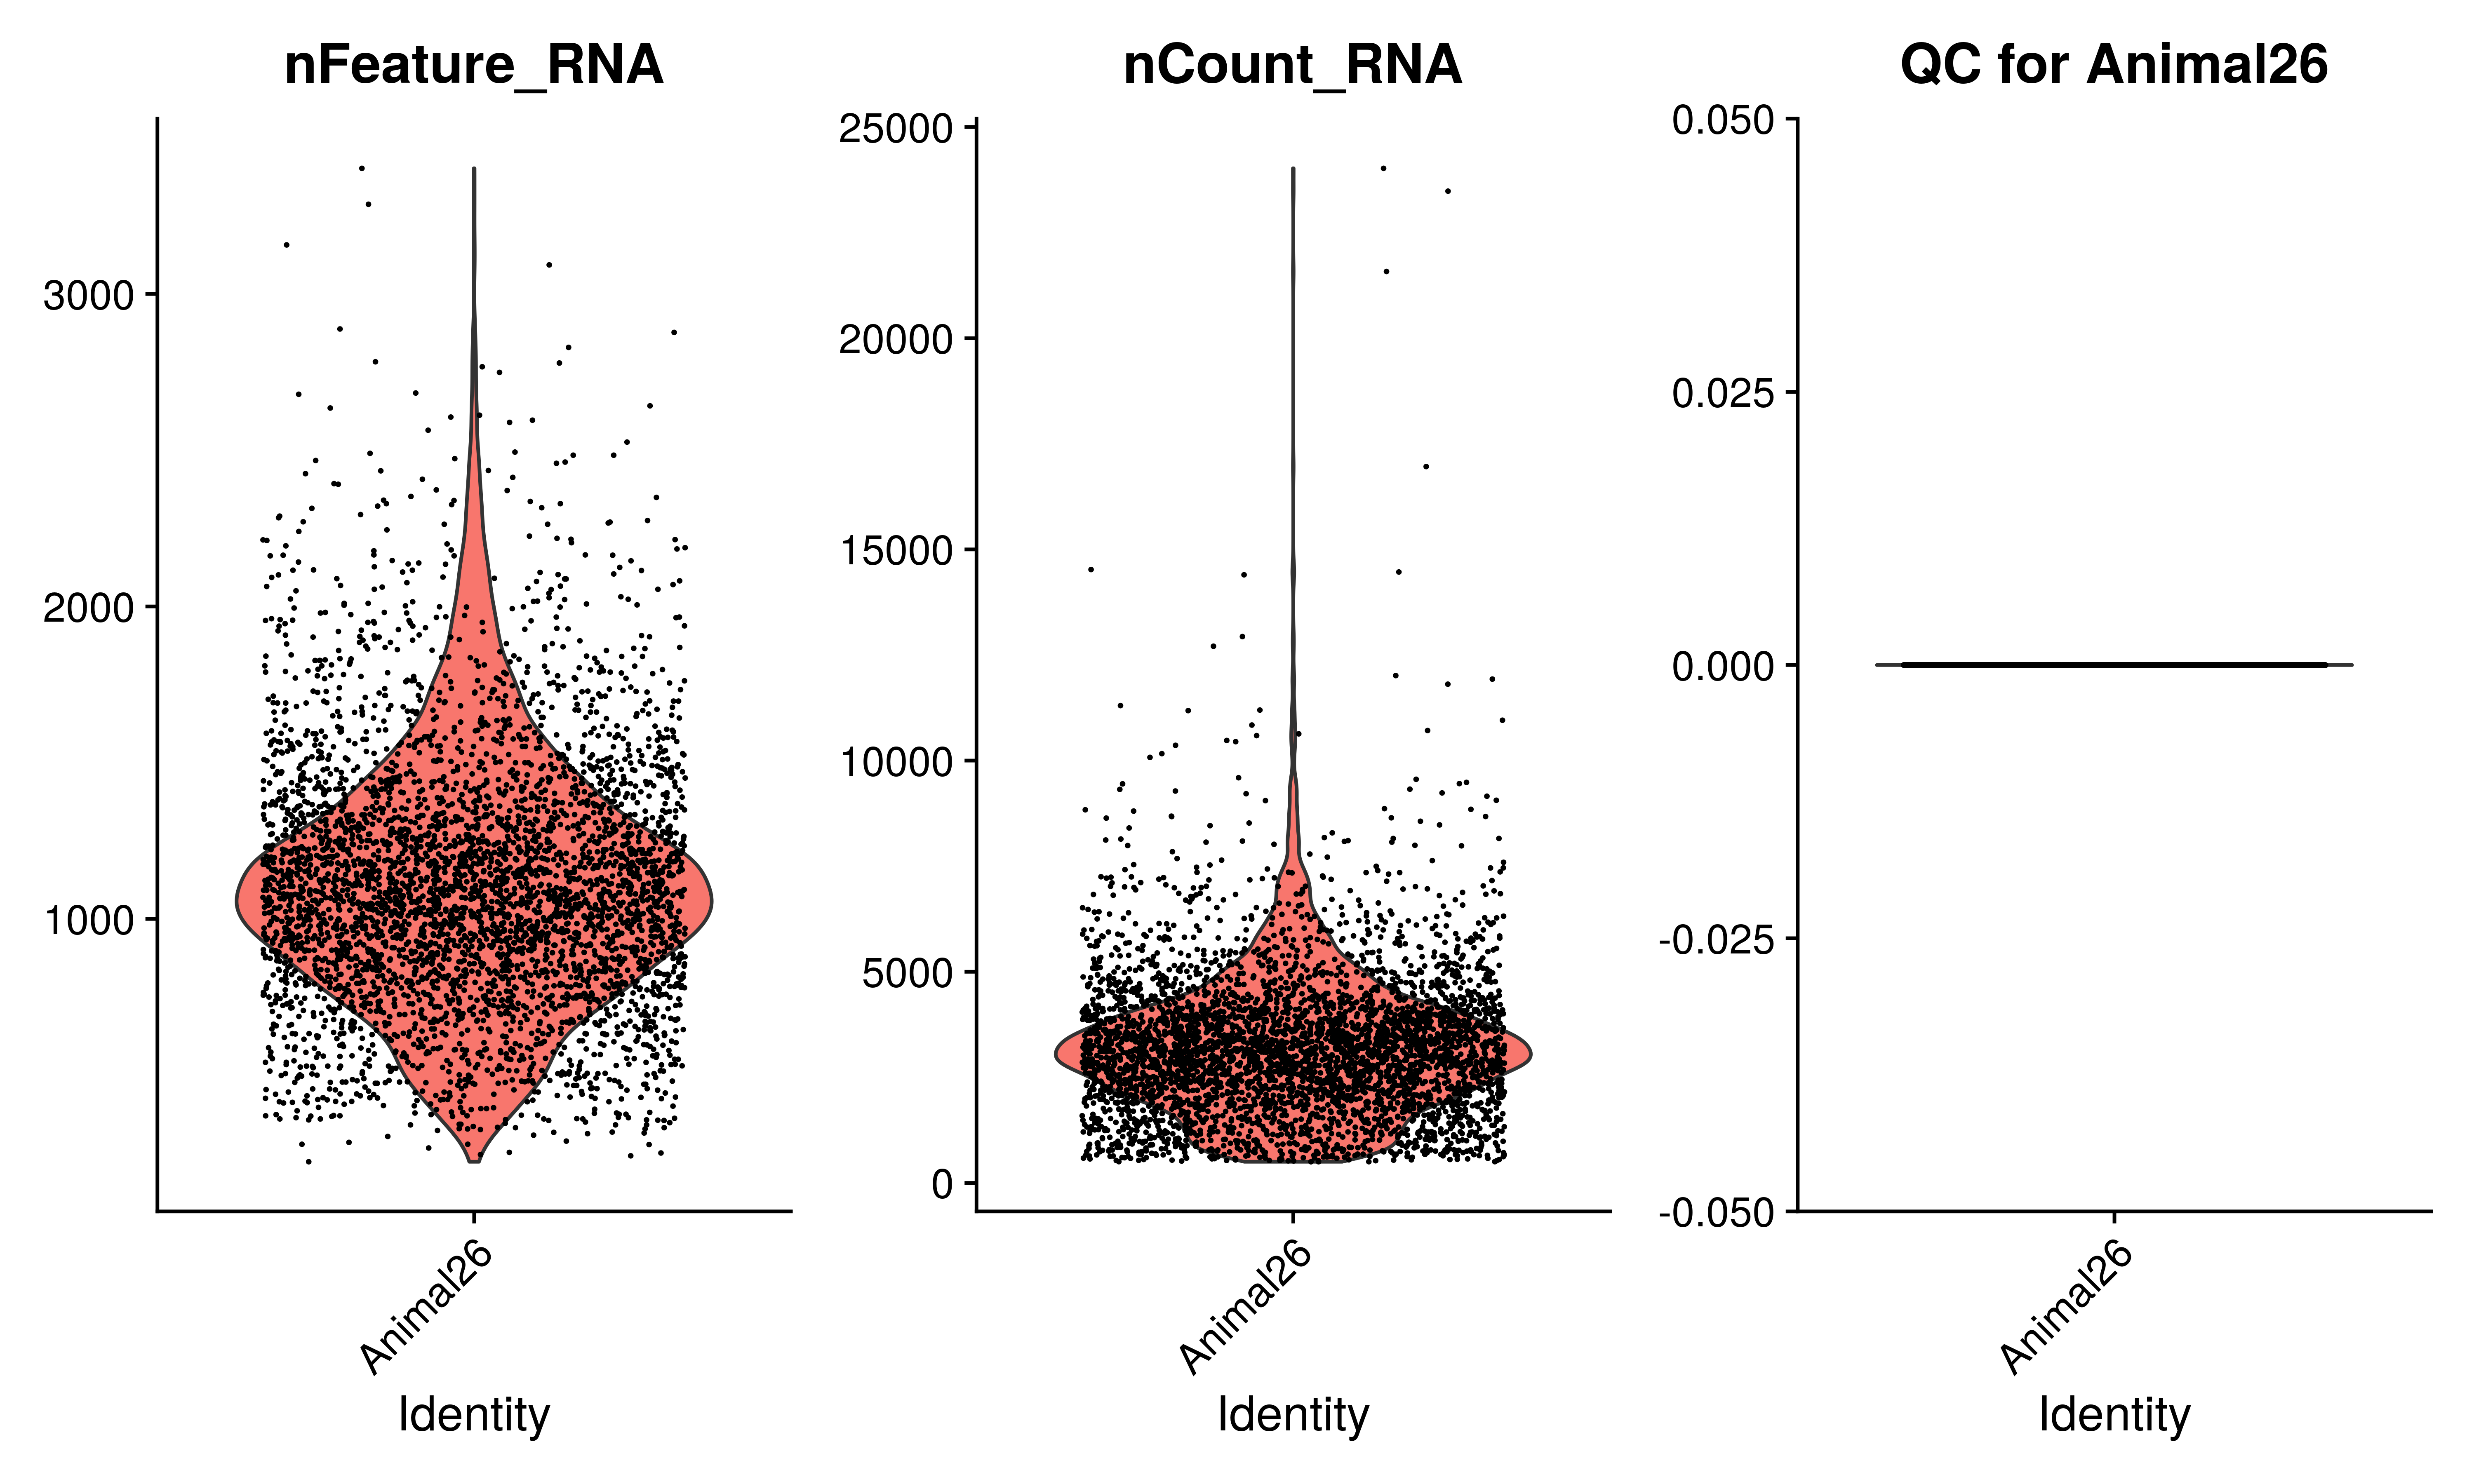 nFeature_RNA
3000
2000
1000
Animal26
Identity
nCount_RNA
25000
20000
15000
10000
5000
0
Animal26
Identity
QC for Animal26
0.050
0.025
0.000
-0.025
-0.050
Animal26
Identity